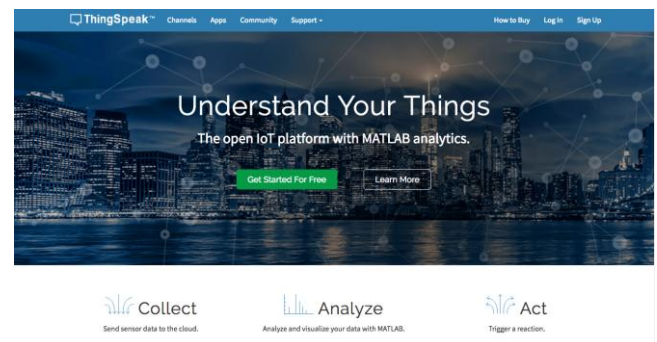 ThingSpeak™ Channels Apps Community Support How to Buy Log In Sign Up
Understand Your Things
The open IoT platform with MATLAB analytics.
Get Started For Free Learn More
Collect Analyze Act
Send sensor data to the cloud. Analyze and visualize your data with MATLAB. Trigger a reaction.